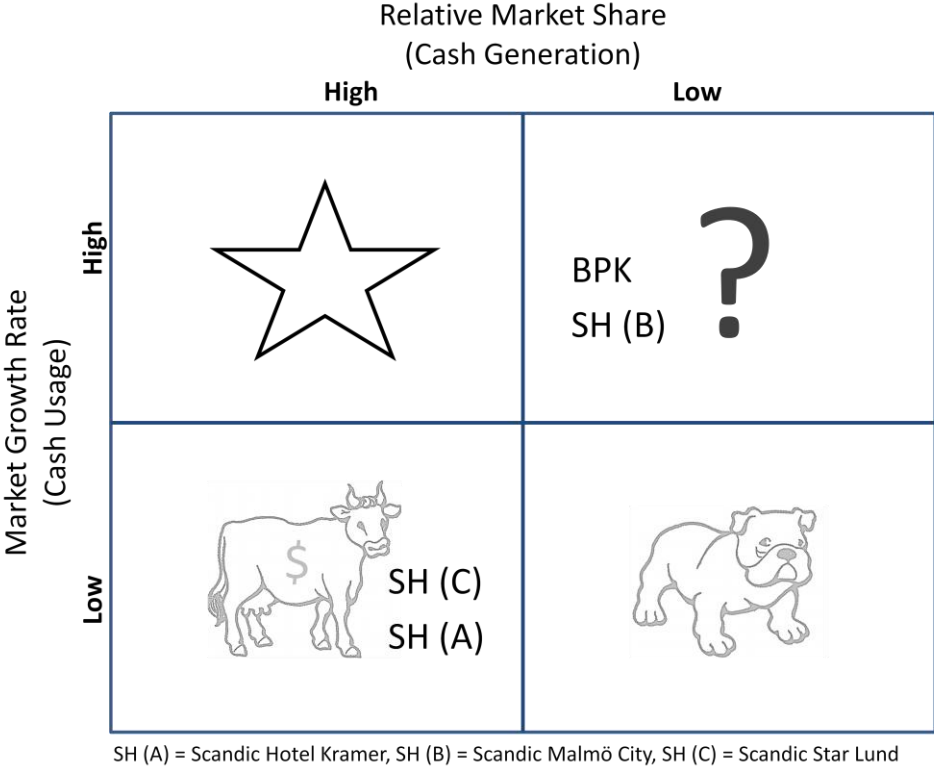 Relative Market Share
(Cash Generation)
High
Low
Market Growth Rate
(Cash Usage)
High
?
BPK
SH (B)
Low
$
SH (C)
SH (A)
SH (A) = Scandic Hotel Kramer, SH (B) = Scandic Malmö City, SH (C) = Scandic Star Lund